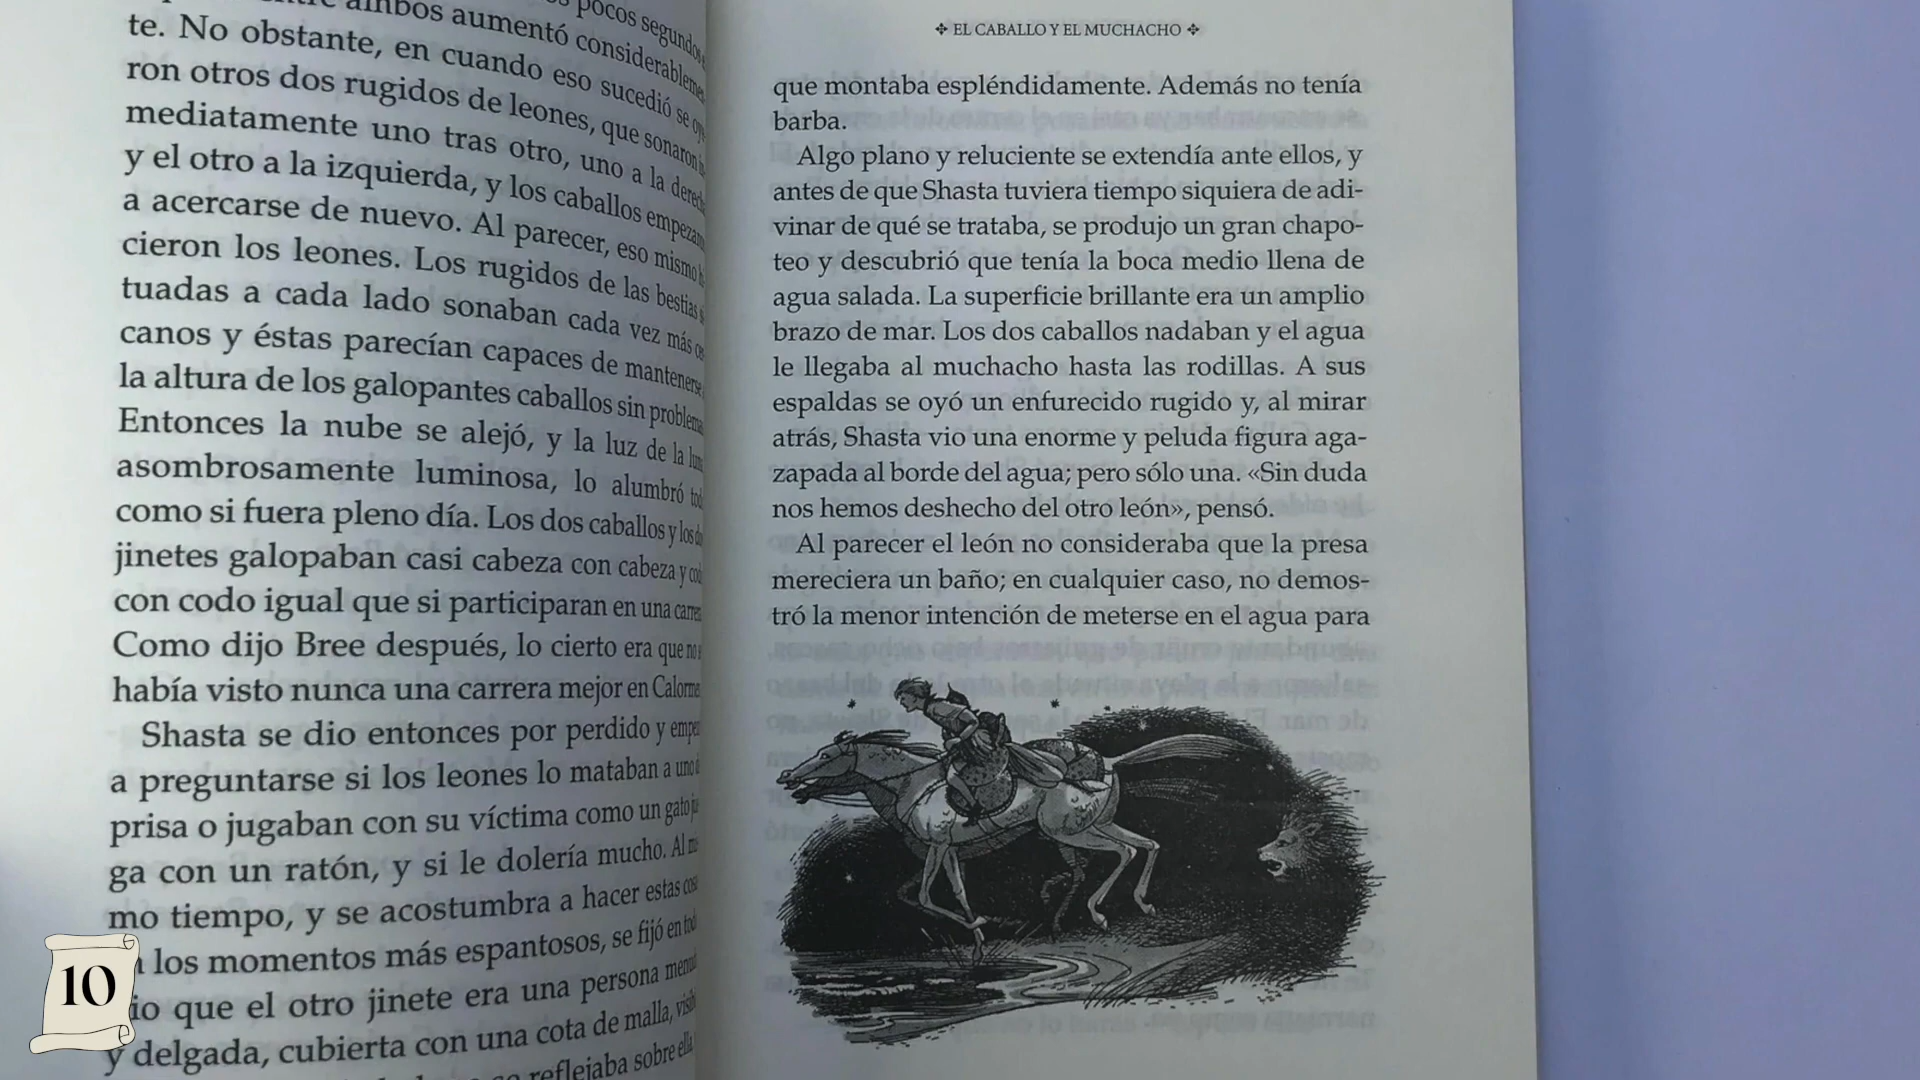 ambos aumentó
pocos segundos
te. No obstante, en cuando eso sucedió se
ron otros dos rugidos de leones, que sonaron
mediatamente uno tras otro, uno a la
y el otro a la izquierda, y los caballos
a acercarse de nuevo. Al parecer, eso mismo
cieron los leones. Los rugidos de las bestias
tuadas a cada lado sonaban cada vez más
canos y éstas parecían capaces de mantenerse
la altura de los galopantes caballos sin
Entonces la nube se alejó, y la luz de la
asombrosamente luminosa, lo alumbró
como si fuera pleno día. Los dos caballos y los
jinetes galopaban casi cabeza con cabeza y
con codo igual que si participaran en una
Como dijo Bree después, lo cierto era que no
había visto nunca una carrera mejor en
Shasta se dio entonces por perdido y
a preguntarse si los leones lo mataban a uno
prisa o jugaban con su víctima como un gato
ga con un ratón, y si le dolería mucho. Al
mo tiempo, y se acostumbra a hacer estas
los momentos más espantosos, se fijó en
que el otro jinete era una persona
y delgada, cubierta con una cota de malla,
reflejaba sobre ella
10
✤ EL CABALLO Y EL MUCHACHO ✤
que montaba espléndidamente. Además no tenía
barba.
Algo plano y reluciente se extendía ante ellos, y
antes de que Shasta tuviera tiempo siquiera de adi-
vinar de qué se trataba, se produjo un gran chapo-
teo y descubrió que tenía la boca medio llena de
agua salada. La superficie brillante era un amplio
brazo de mar. Los dos caballos nadaban y el agua
le llegaba al muchacho hasta las rodillas. A sus
espaldas se oyó un enfurecido rugido y, al mirar
atrás, Shasta vio una enorme y peluda figura aga-
zapada al borde del agua; pero sólo una. «Sin duda
nos hemos deshecho del otro león», pensó.
Al parecer el león no consideraba que la presa
mereciera un baño; en cualquier caso, no demos-
tró la menor intención de meterse en el agua para